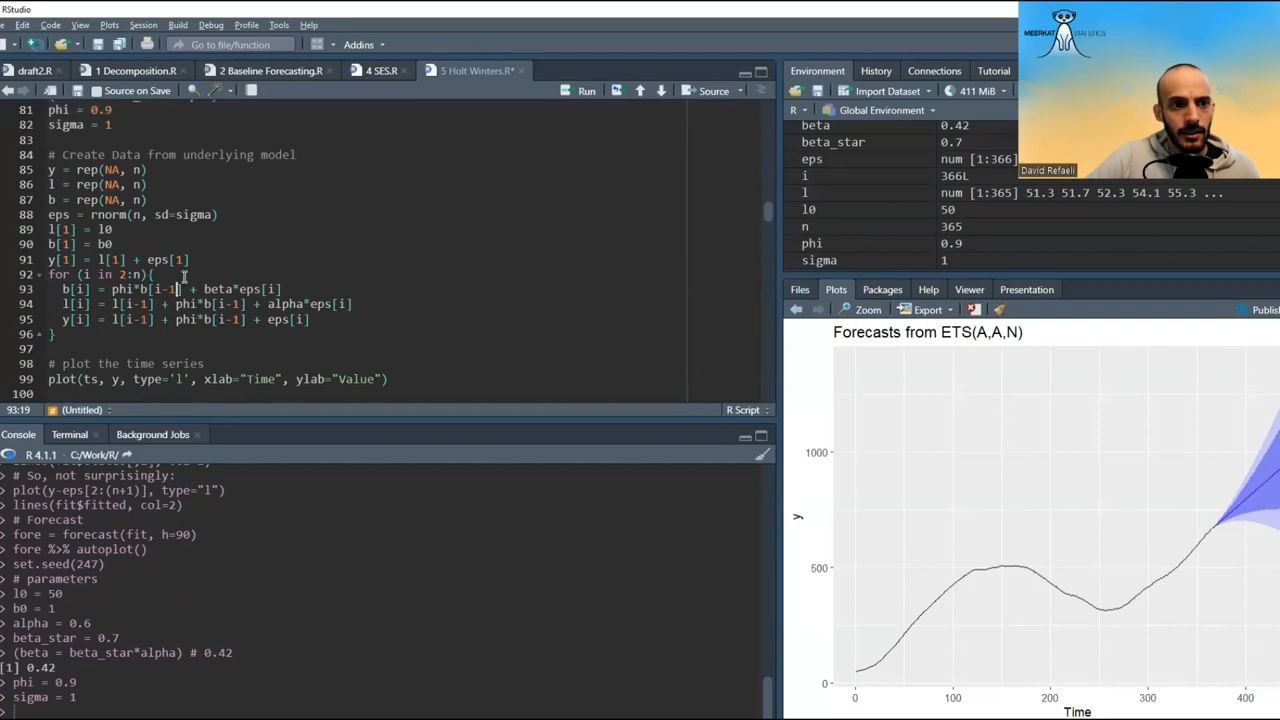 RStudio
Edit Code View Plots Session Build Debug Profile Tools Help
Go to file/function Addins
draft2.R 1 Decomposition.R 2 Baseline Forecasting.R 4 SES.R 5 Holt Winters.R*
Source on Save Run Source
81 phi = 0.9
82 sigma = 1
83
84 # Create Data from underlying model
85 y = rep(NA, n)
86 l = rep(NA, n)
87 b = rep(NA, n)
88 eps = rnorm(n, sd=sigma)
89 l[1] = l0
90 b[1] = b0
91 y[1] = l[1] + eps[1]
92 for (i in 2:n){
93 b[i] = phi*b[i-1] + beta*eps[i]
94 l[i] = l[i-1] + phi*b[i-1] + alpha*eps[i]
95 y[i] = l[i-1] + phi*b[i-1] + eps[i]
96 }
97
98 # plot the time series
99 plot(ts, y, type='l', xlab="Time", ylab="Value")
100
93:19 # (Untitled) R Script
Console Terminal Background Jobs
R 4.1.1 · C:/Work/R/
> # So, not surprisingly:
> plot(y-eps[2:(n+1)], type="l")
> lines(fit$fitted, col=2)
> # Forecast
> fore = forecast(fit, h=90)
> fore %>% autoplot()
> set.seed(247)
> # parameters
> l0 = 50
> b0 = 1
> alpha = 0.6
> beta_star = 0.7
> (beta = beta_star*alpha) # 0.42
[1] 0.42
> phi = 0.9
> sigma = 1
>
Environment History Connections Tutorial
Import Dataset 411 MiB
R Global Environment
beta 0.42
beta_star 0.7
eps num [1:366]
i 366L
l num [1:365] 51.3 51.7 52.3 54.1 55.3 ...
l0 50
n 365
phi 0.9
sigma 1
MEERKAT STATISTICS
David Refaeli
Files Plots Packages Help Viewer Presentation
Zoom Export Publis
Forecasts from ETS(A,A,N)
1000
500
0
y
0 100 200 300 400
Time